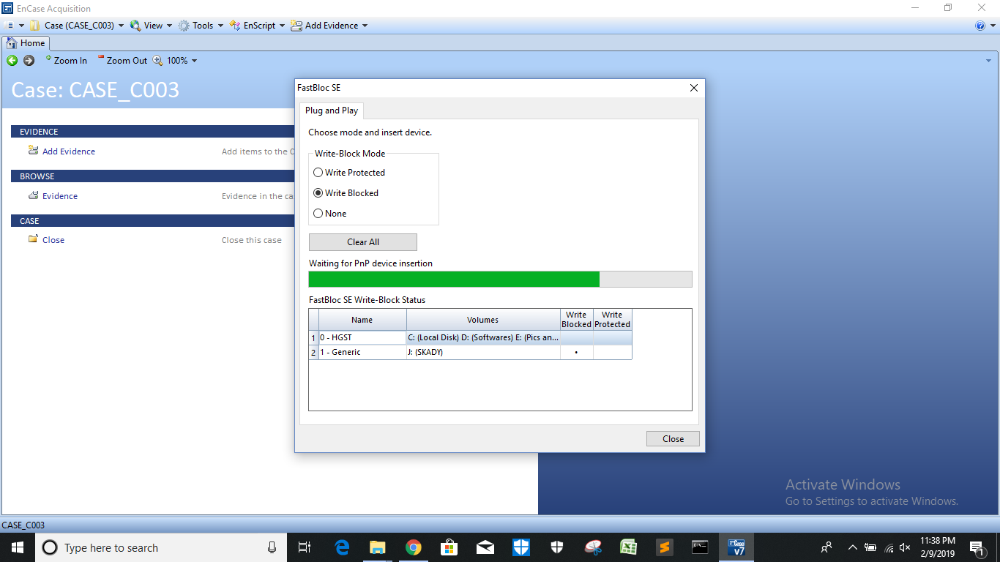 EnCase Acquisition
Case (CASE_C003) View Tools EnScript Add Evidence
Home
Zoom In Zoom Out 100%
Case: CASE_C003
EVIDENCE
Add Evidence Add items to the
BROWSE
Evidence Evidence in the
CASE
Close Close this case
FastBloc SE
Plug and Play
Choose mode and insert device.
Write-Block Mode
Write Protected
Write Blocked
None
Clear All
Waiting for PnP device insertion
FastBloc SE Write-Block Status
Name Volumes Write Blocked Write Protected
1 0 - HGST C: (Local Disk) D: (Softwares) E: (Pics an...
2 1 - Generic J: (SKADY) •
Close
Activate Windows
Go to Settings to activate Windows.
CASE_C003
Type here to search
v7
11:38 PM
2/9/2019
1